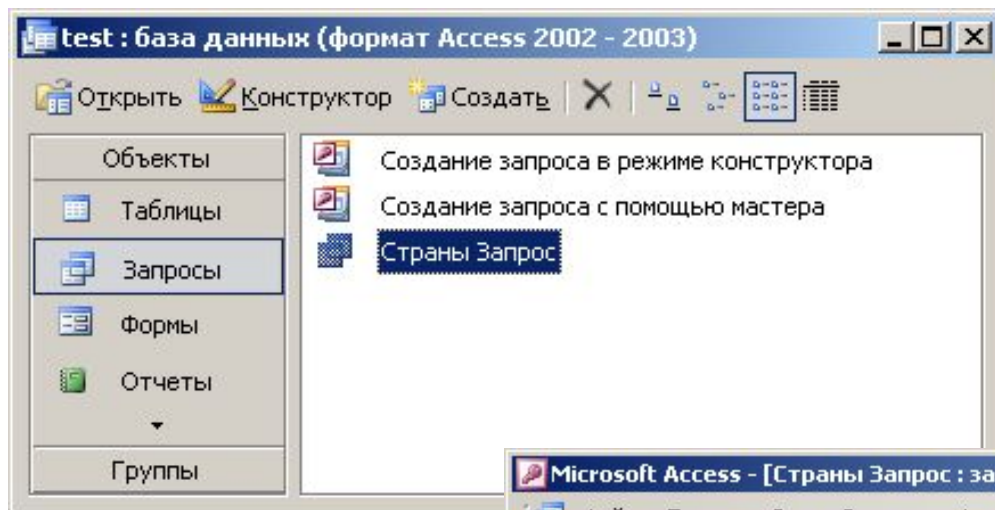 test : база данных (формат Access 2002 - 2003)
Открыть Конструктор Создать
Объекты
Таблицы
Запросы
Формы
Отчеты
Группы
Создание запроса в режиме конструктора
Создание запроса с помощью мастера
Страны Запрос
Microsoft Access - [Страны Запрос : за